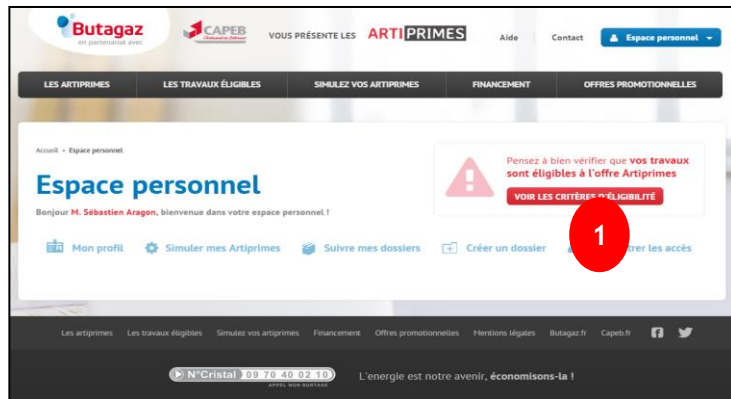 Butagaz
en partenariat avec
CAPEB
VOUS PRÉSENTE LES
ARTIPRIMES
Aide
Contact
Espace personnel
LES ARTIPRIMES
LES TRAVAUX ÉLIGIBLES
SIMULEZ VOS ARTIPRIMES
FINANCEMENT
OFFRES PROMOTIONNELLES
Accueil • Espace personnel
Espace personnel
Bonjour M. Sébastien Aragon, bienvenue dans votre espace personnel !
Pensez à bien vérifier que vos travaux
sont éligibles à l'offre Artiprimes
VOIR LES CRITÈRES D'ÉLIGIBILITÉ
1
Mon profil
Simuler mes Artiprimes
Suivre mes dossiers
Créer un dossier
trer les accès
Les artiprimes
Les travaux éligibles
Simulez vos artiprimes
Financement
Offres promotionnelles
Mentions légales
Butagaz.fr
Capeb.fr
N°Cristal 09 70 40 02 10
APPEL NON SURTAXE
L'energie est notre avenir, économisons-la !